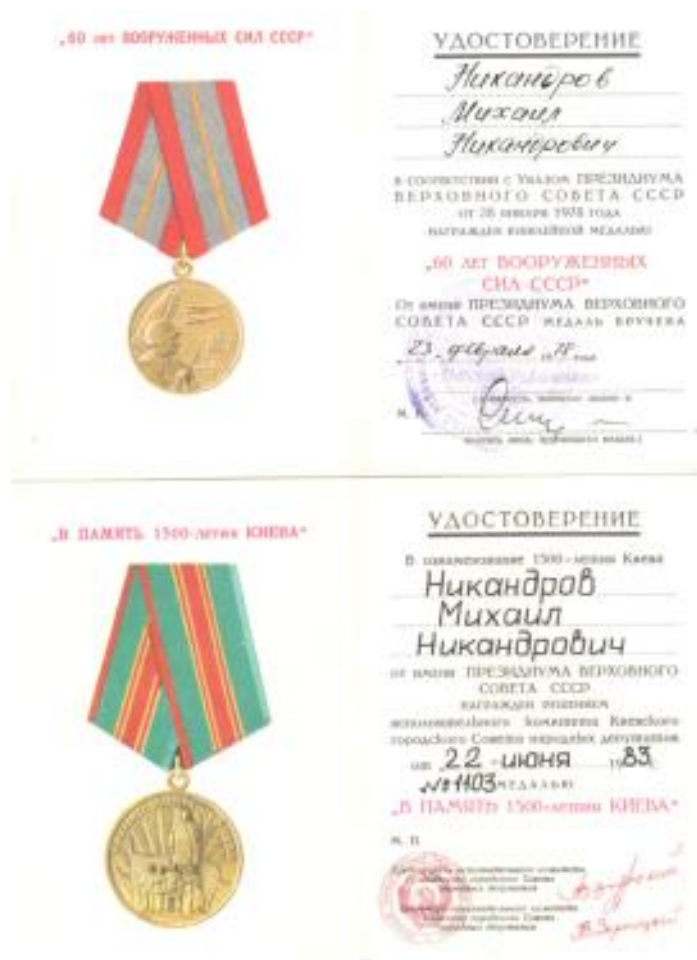 „60 лет ВООРУЖЕННЫХ СИЛ СССР“
УДОСТОВЕРЕНИЕ
Никандров
Михаил
Никандрович
в соответствии с Указом ПРЕЗИДИУМА
ВЕРХОВНОГО СОВЕТА СССР
от 28 января 1978 года
награжден юбилейной медалью
„60 лет ВООРУЖЕННЫХ
СИЛ СССР“
От имени ПРЕЗИДИУМА ВЕРХОВНОГО
СОВЕТА СССР медаль вручена
23 февраля 1978 года
М. П.
„В ПАМЯТЬ 1500-летия КИЕВА“
УДОСТОВЕРЕНИЕ
В ознаменование 1500-летия Киева
Никандров
Михаил
Никандрович
от имени ПРЕЗИДИУМА ВЕРХОВНОГО
СОВЕТА СССР
награжден решением
исполнительного комитета Киевского
городского Совета народных депутатов
от 22 июня 1983
№1103 медалью
„В ПАМЯТЬ 1500-летия КИЕВА“
М. П.